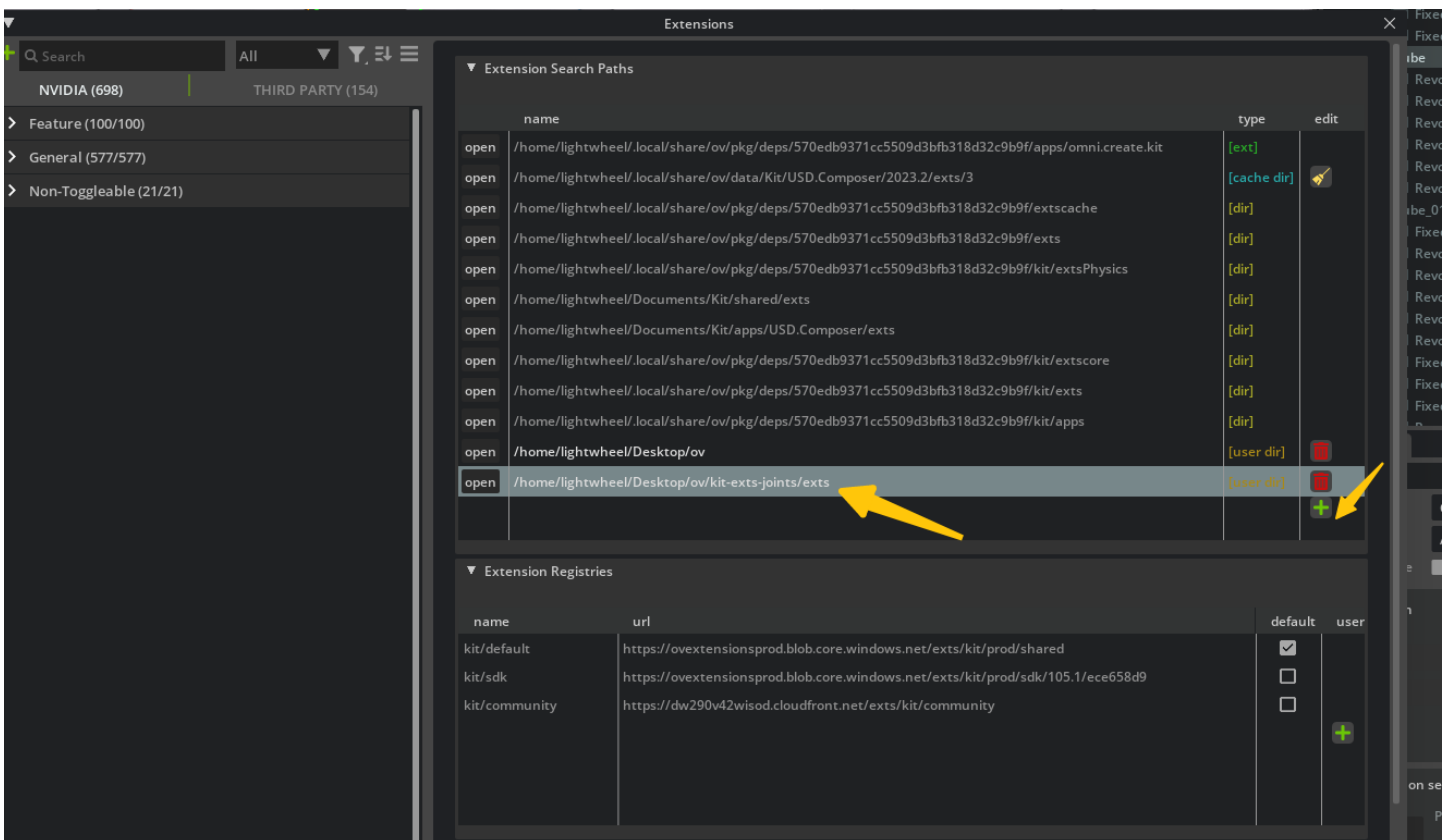 Extensions
Search
All
NVIDIA (698)
THIRD PARTY (154)
Feature (100/100)
General (577/577)
Non-Toggleable (21/21)
Extension Search Paths
name type edit
open /home/lightwheel/.local/share/ov/pkg/deps/570edb9371cc5509d3bfb318d32c9b9f/apps/omni.create.kit [ext]
open /home/lightwheel/.local/share/ov/data/Kit/USD.Composer/2023.2/exts/3 [cache dir]
open /home/lightwheel/.local/share/ov/pkg/deps/570edb9371cc5509d3bfb318d32c9b9f/extscache [dir]
open /home/lightwheel/.local/share/ov/pkg/deps/570edb9371cc5509d3bfb318d32c9b9f/exts [dir]
open /home/lightwheel/.local/share/ov/pkg/deps/570edb9371cc5509d3bfb318d32c9b9f/kit/extsPhysics [dir]
open /home/lightwheel/Documents/Kit/shared/exts [dir]
open /home/lightwheel/Documents/Kit/apps/USD.Composer/exts [dir]
open /home/lightwheel/.local/share/ov/pkg/deps/570edb9371cc5509d3bfb318d32c9b9f/kit/extscore [dir]
open /home/lightwheel/.local/share/ov/pkg/deps/570edb9371cc5509d3bfb318d32c9b9f/kit/exts [dir]
open /home/lightwheel/.local/share/ov/pkg/deps/570edb9371cc5509d3bfb318d32c9b9f/kit/apps [dir]
open /home/lightwheel/Desktop/ov [user dir]
open /home/lightwheel/Desktop/ov/kit-exts-joints/exts [user dir]
Extension Registries
name url default user
kit/default https://ovextensionsprod.blob.core.windows.net/exts/kit/prod/shared
kit/sdk https://ovextensionsprod.blob.core.windows.net/exts/kit/prod/sdk/105.1/ece658d9
kit/community https://dw290v42wisod.cloudfront.net/exts/kit/community